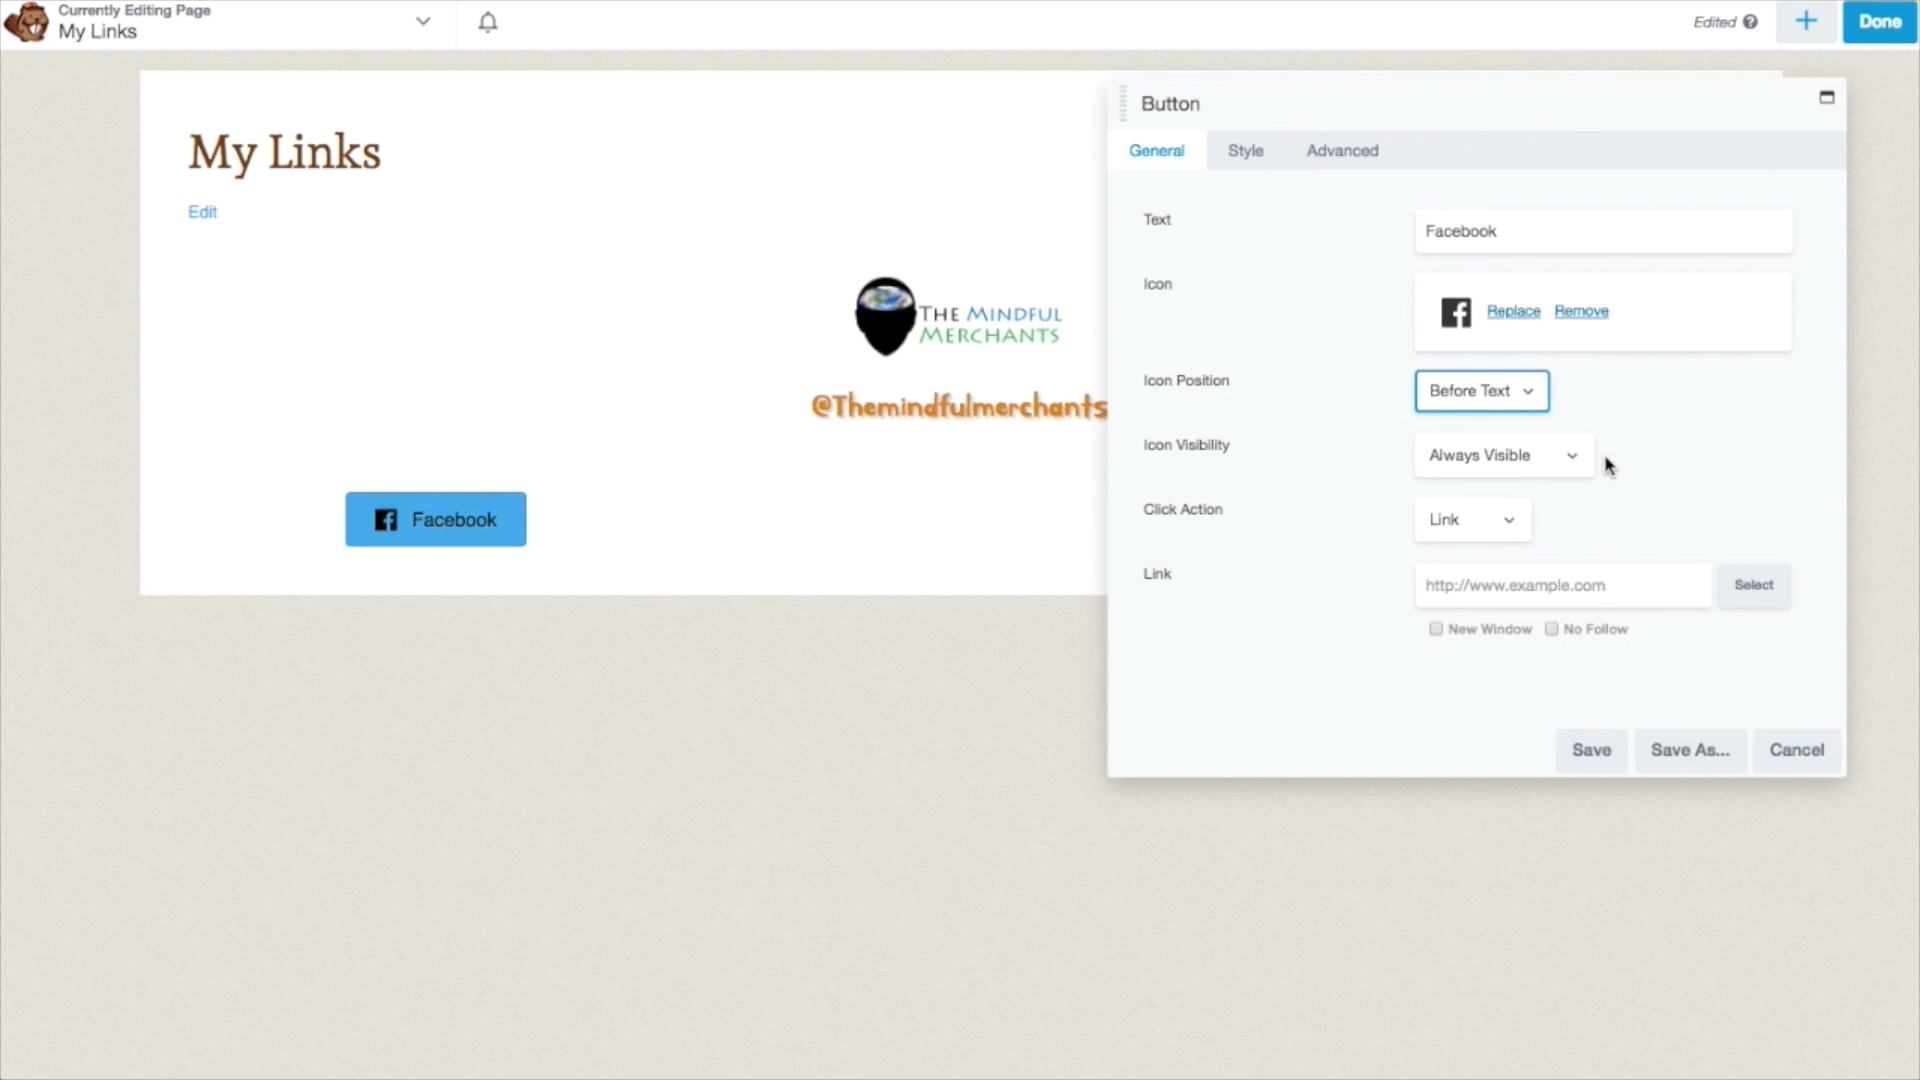 Currently Editing Page
My Links
Edited
Done
Button
General Style Advanced
My Links
Edit
THE MINDFUL
MERCHANTS
@Themindfulmerchants
Facebook
Text
Facebook
Icon
Replace Remove
Icon Position
Before Text
Icon Visibility
Always Visible
Click Action
Link
Link
http://www.example.com
Select
New Window No Follow
Save Save As... Cancel